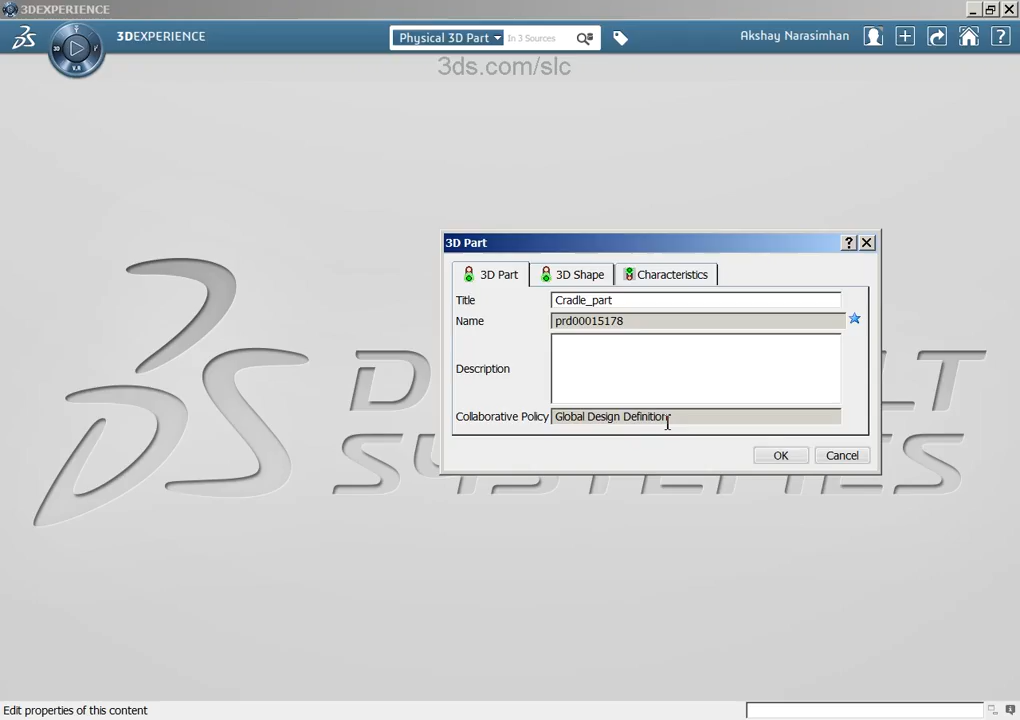 3DEXPERIENCE
3DEXPERIENCE
Physical 3D Part
In 3 Sources
Akshay Narasimhan
3D
V.R
3ds.com/slc
3D Part
3D Part
3D Shape
Characteristics
Title
Cradle_part
Name
prd00015178
Description
Collaborative Policy
Global Design Definition
OK
Cancel
Edit properties of this content